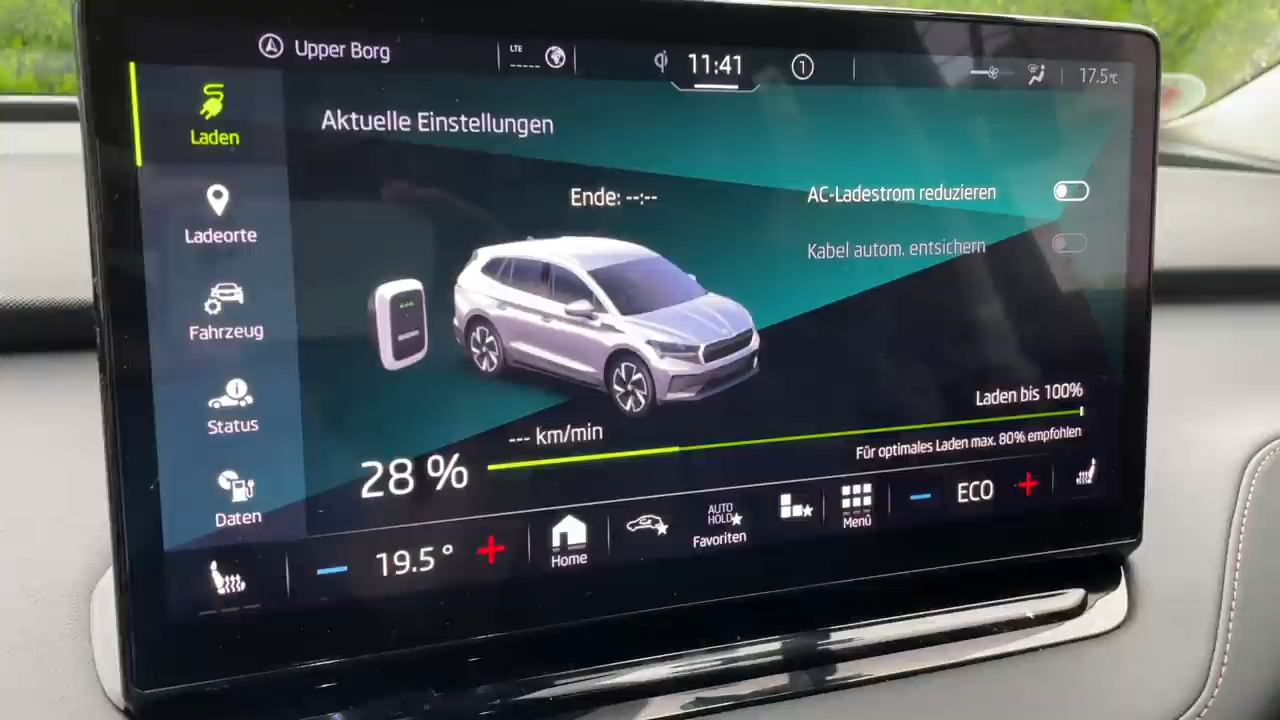 Upper Borg
LTE
11:41
1
17.5°C
Laden
Ladeorte
Fahrzeug
Status
Daten
Aktuelle Einstellungen
Ende: --:--
AC-Ladestrom reduzieren
Kabel autom. entsichern
--- km/min
28 %
Laden bis 100%
Für optimales Laden max. 80% empfohlen
19.5°
Home
AUTO
HOLD
Favoriten
Menü
ECO